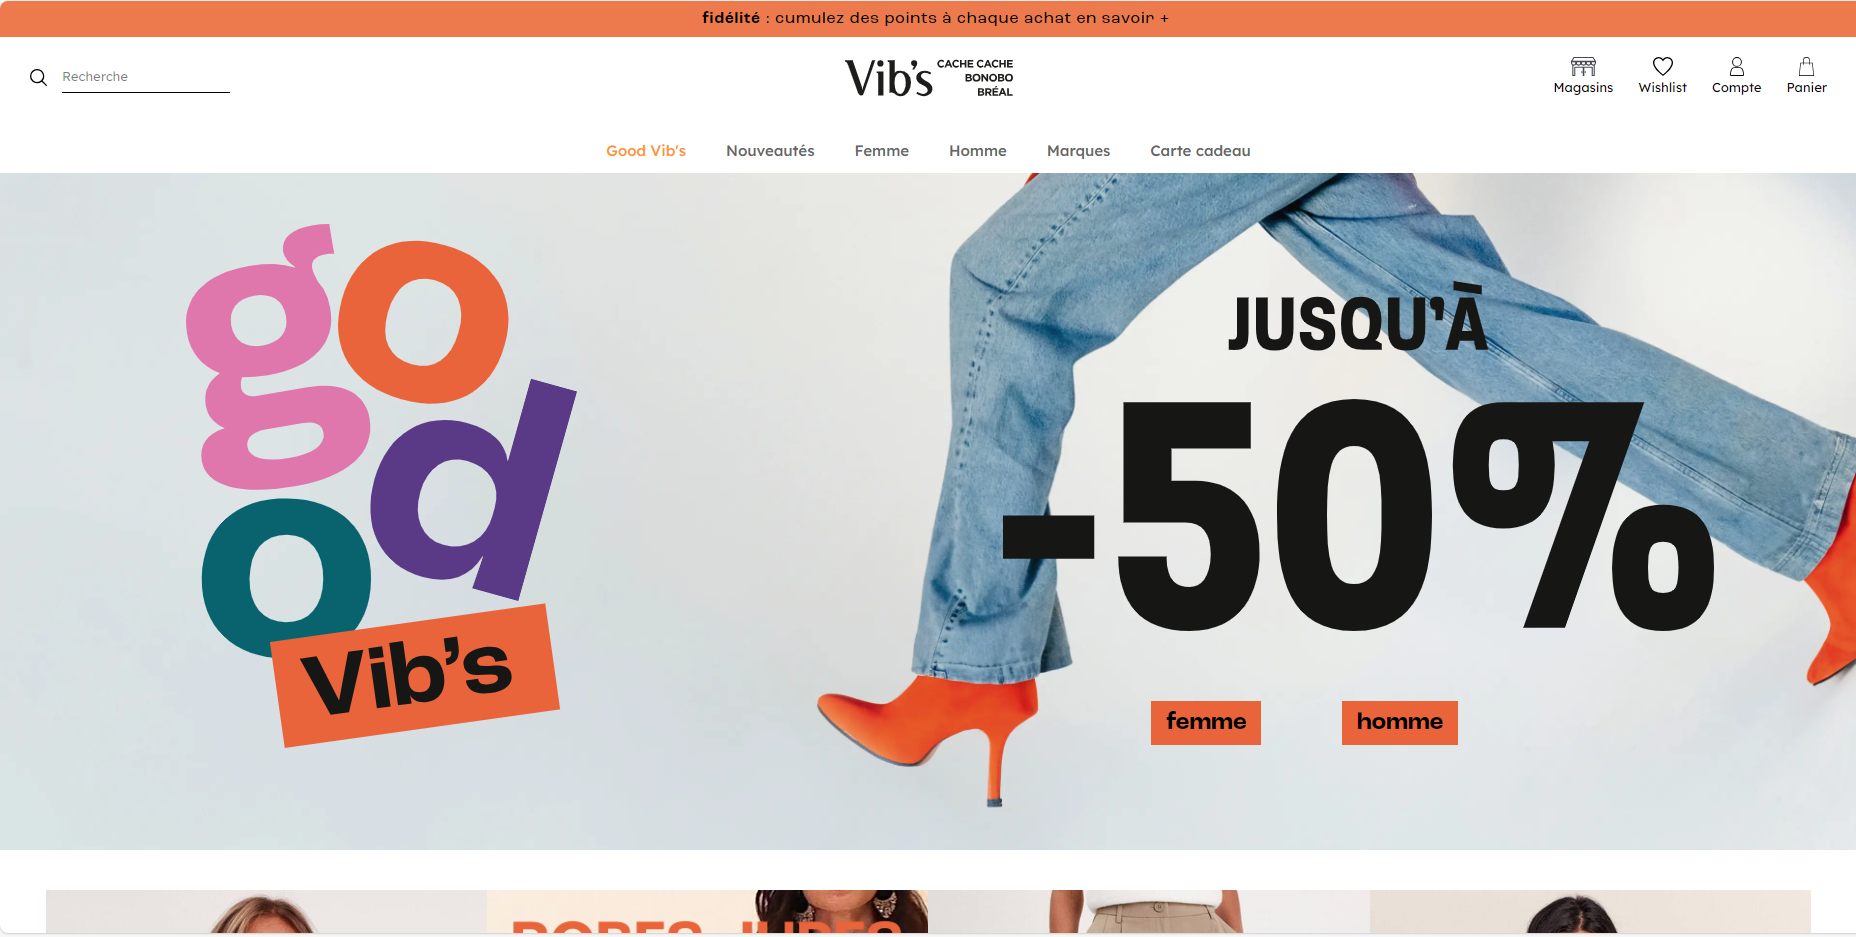 fidélité : cumulez des points à chaque achat en savoir +
Recherche
Vib's
CACHE CACHE
BONOBO
BRÉAL
Magasins
Wishlist
Compte
Panier
Good Vib's
Nouveautés
Femme
Homme
Marques
Carte cadeau
good
Vib's
JUSQU'À
-50%
femme
homme